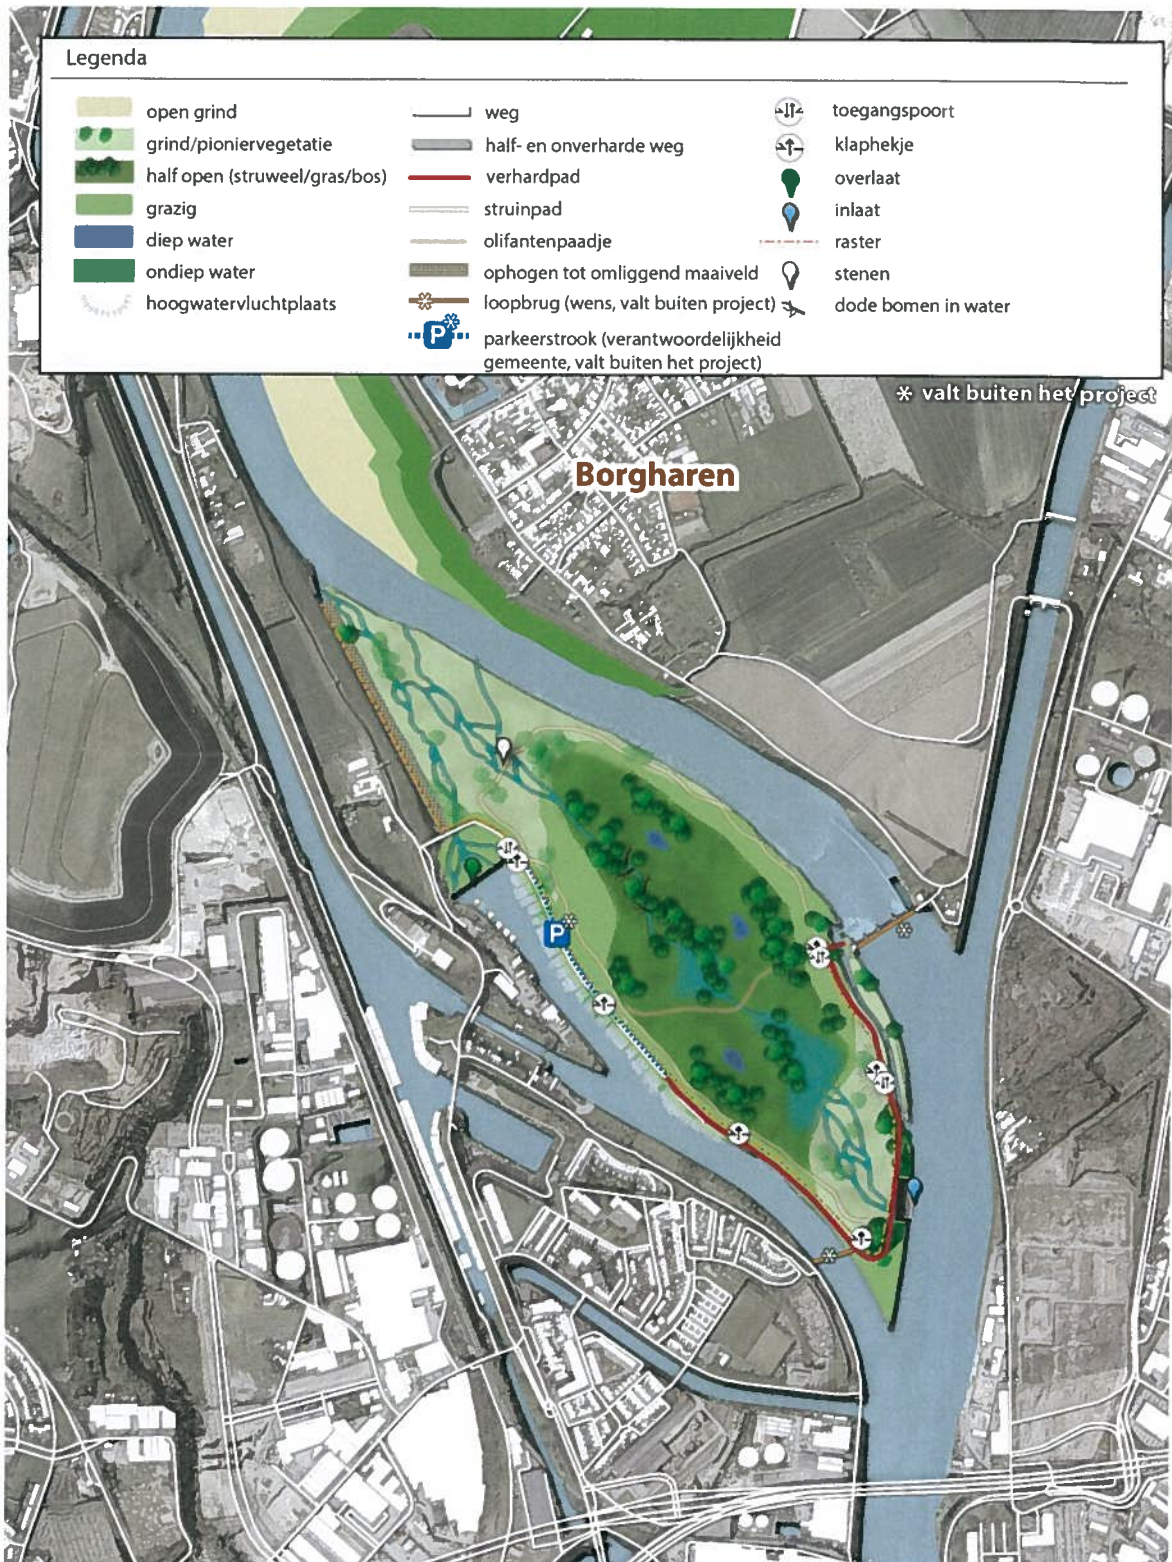 Legenda
open grind
grind/pioniervegetatie
half open (struweel/gras/bos)
grazig
diep water
ondiep water
hoogwatervluchtplaats
weg
half- en onverharde weg
verhardpad
struinpad
olifantenpaadje
ophogen tot omliggend maaiveld
loopbrug (wens, valt buiten project)
P
parkeerstrook (verantwoordelijkheid
gemeente, valt buiten het project)
toegangspoort
klaphekje
overlaat
inlaat
raster
stenen
dode bomen in water
* valt buiten het project
Borgharen
P